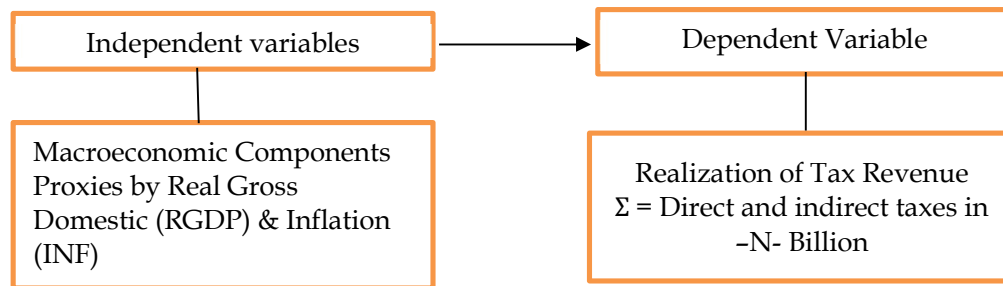 Independent variables
Dependent Variable
Macroeconomic Components
Proxies by Real Gross
Domestic (RGDP) & Inflation
(INF)
Realization of Tax Revenue
Σ = Direct and indirect taxes in
–N- Billion